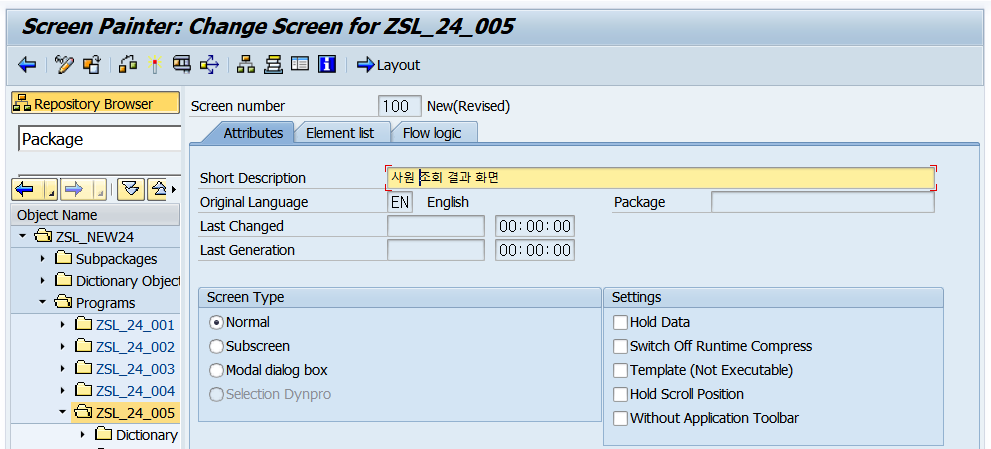 Screen Painter: Change Screen for ZSL_24_005
Layout
Repository Browser
Package
Object Name
ZSL_NEW24
Subpackages
Dictionary Object
Programs
ZSL_24_001
ZSL_24_002
ZSL_24_003
ZSL_24_004
ZSL_24_005
Dictionary
Screen number 100 New(Revised)
Attributes Element list Flow logic
Short Description 사원 조회 결과 화면
Original Language EN English Package
Last Changed 00:00:00
Last Generation 00:00:00
Screen Type
Normal
Subscreen
Modal dialog box
Selection Dynpro
Settings
Hold Data
Switch Off Runtime Compress
Template (Not Executable)
Hold Scroll Position
Without Application Toolbar